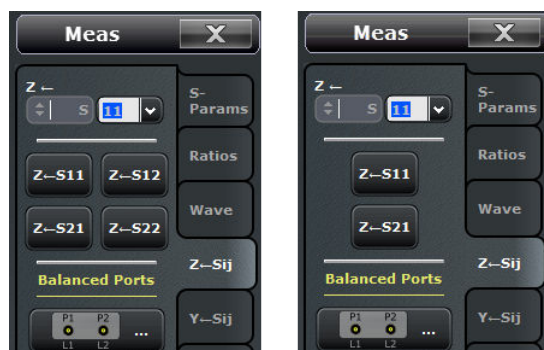 Meas X
Z ←
S 11
Z←S11 Z←S12
Z←S21 Z←S22
Balanced Ports
P1 P2
...
L1 L2
S-
Params
Ratios
Wave
Z←Sij
Y←Sij
Meas X
Z ←
S 11
Z←S11
Z←S21
Balanced Ports
P1 P2
...
L1 L2
S-
Params
Ratios
Wave
Z←Sij
Y←Sij